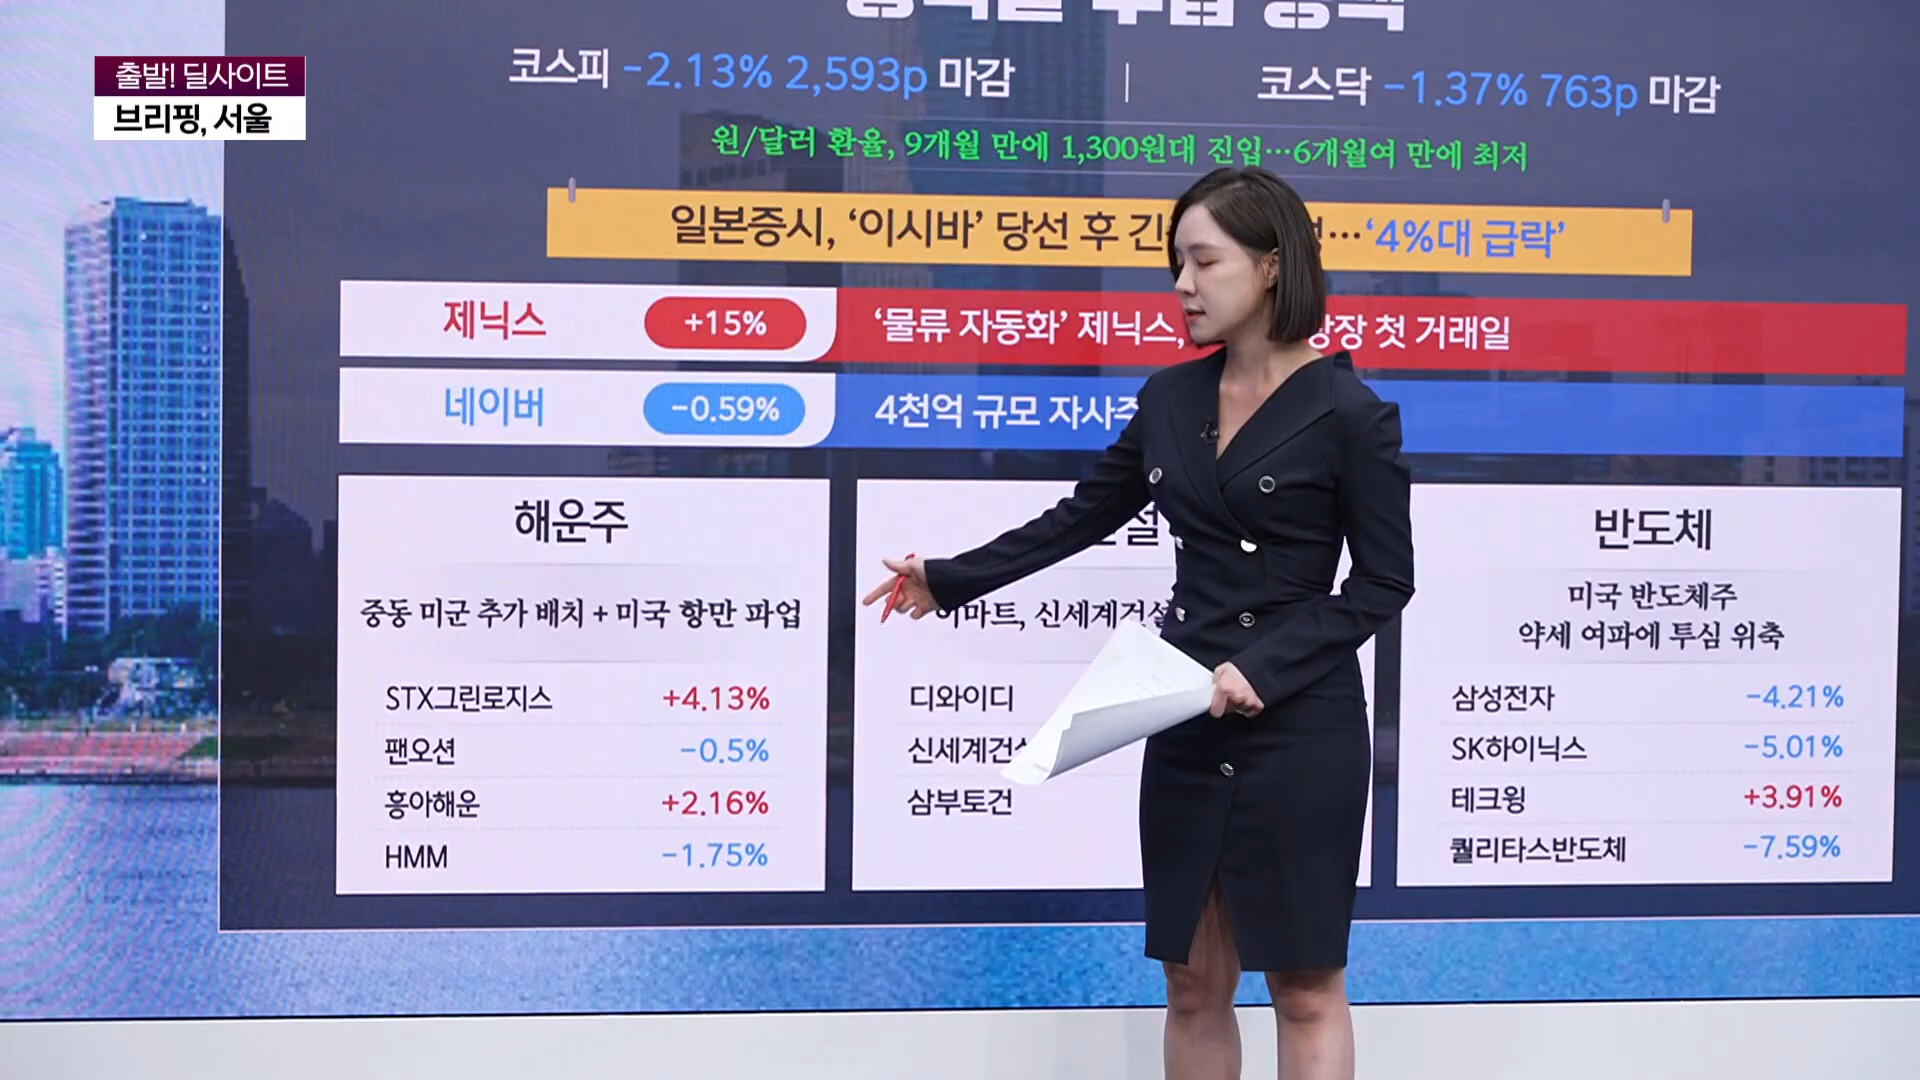 출발! 딜사이트
브리핑, 서울
코스피 -2.13% 2,593p 마감
코스닥 -1.37% 763p 마감
원/달러 환율, 9개월 만에 1,300원대 진입…6개월여 만에 최저
일본증시, ‘이시바’ 당선 후 …‘4%대 급락’
제닉스 +15% ‘물류 자동화’ 제닉스, 첫 거래일
네이버 -0.59% 4천억 규모
해운주
중동 미군 추가 배치 + 미국 항만 파업
STX그린로지스 +4.13%
팬오션 -0.5%
흥아해운 +2.16%
HMM -1.75%
이마트, 신세계건설
디와이디
신세계건
삼부토건
반도체
미국 반도체주
약세 여파에 투심 위축
삼성전자 -4.21%
SK하이닉스 -5.01%
테크윙 +3.91%
퀄리타스반도체 -7.59%